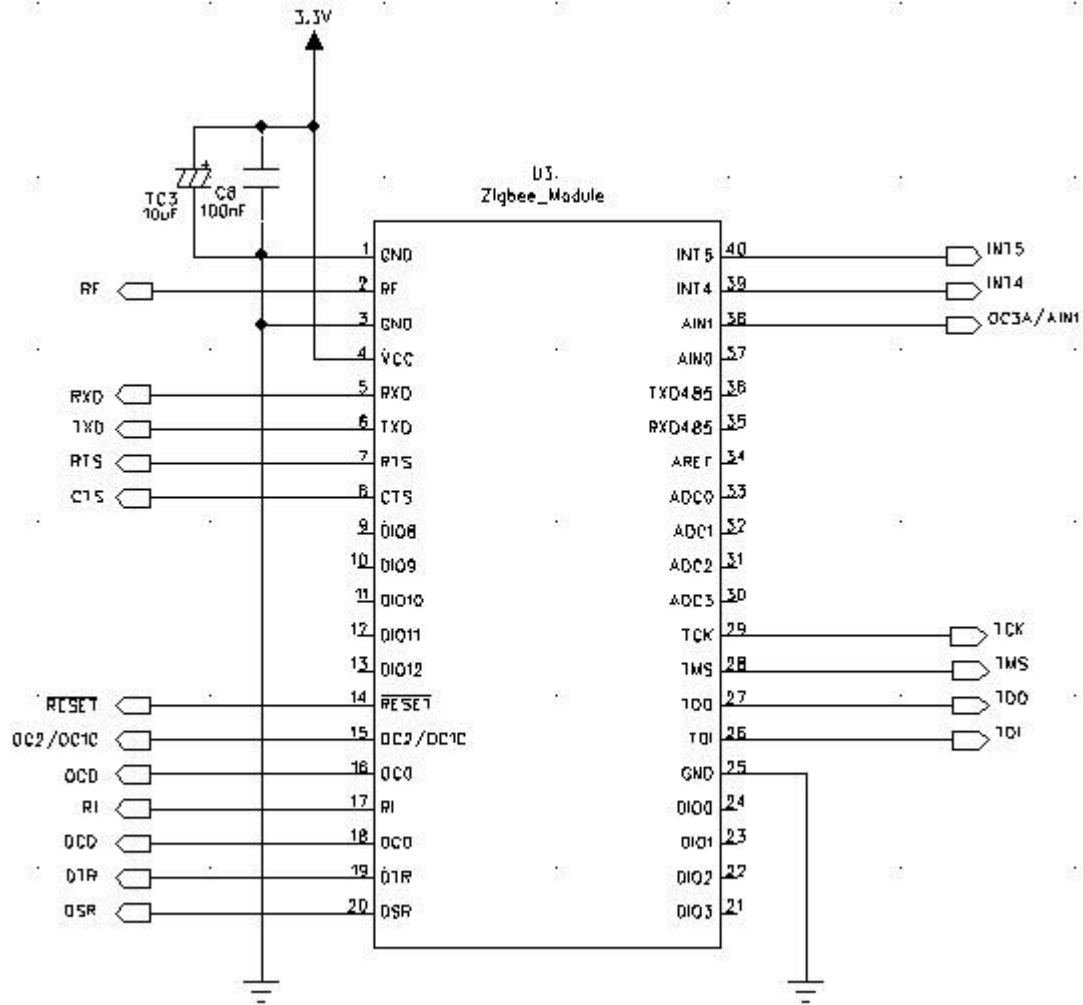 3.3V
TC3
10uF
C8
100nF
U3.
Zigbee_Module
1 GND
RF 2 RF
3 GND
4 VCC
RXD 5 RXD
TXD 6 TXD
RTS 7 RTS
CTS 8 CTS
9 DIO8
10 DIO9
11 DIO10
12 DIO11
13 DIO12
RESET 14 RESET
OC2/OC1C 15 OC2/OC1C
OC0 16 OC0
RI 17 RI
DCD 18 DCD
DTR 19 DTR
DSR 20 DSR
INT5 40 INT5
INT4 39 INT4
AIN1 38 OC3A/AIN1
AIN0 37
TXD485 36
RXD485 35
AREF 34
ADC0 33
ADC1 32
ADC2 31
ADC3 30
TCK 29 TCK
TMS 28 TMS
TDO 27 TDO
TDI 26 TDI
GND 25
DIO0 24
DIO1 23
DIO2 22
DIO3 21